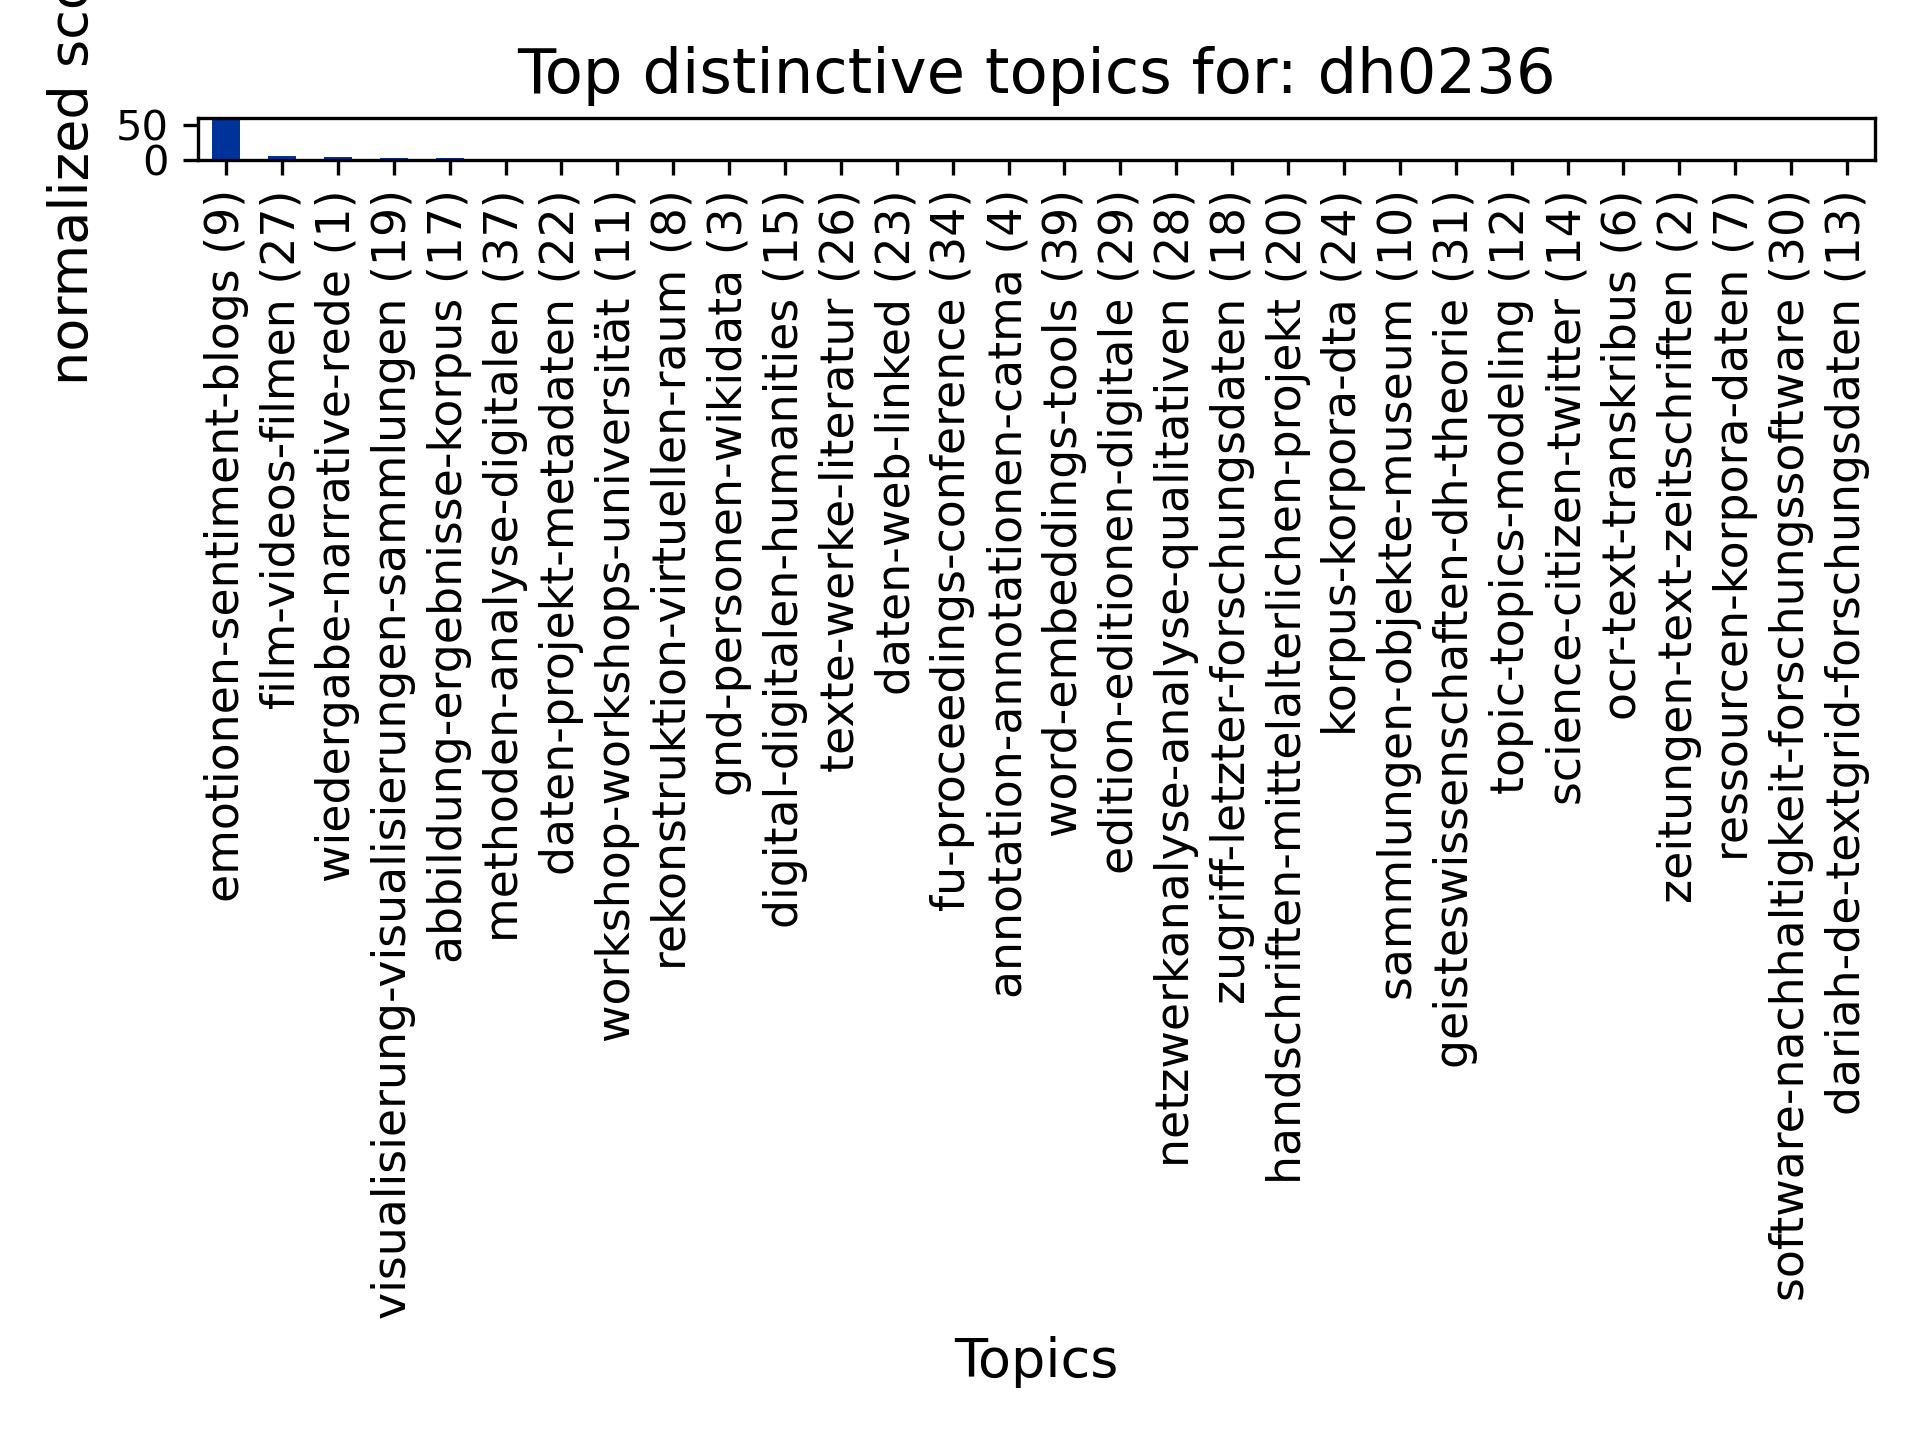 Top distinctive topics for: dh0236
normalized sco
50
0
emotionen-sentiment-blogs (9)
film-videos-filmen (27)
wiedergabe-narrative-rede (1)
visualisierung-visualisierungen-sammlungen (19)
abbildung-ergebnisse-korpus (17)
methoden-analyse-digitalen (37)
daten-projekt-metadaten (22)
workshop-workshops-universität (11)
rekonstruktion-virtuellen-raum (8)
gnd-personen-wikidata (3)
digital-digitalen-humanities (15)
texte-werke-literatur (26)
daten-web-linked (23)
fu-proceedings-conference (34)
annotation-annotationen-catma (4)
word-embeddings-tools (39)
edition-editionen-digitale (29)
netzwerkanalyse-analyse-qualitativen (28)
zugriff-letzter-forschungsdaten (18)
handschriften-mittelalterlichen-projekt (20)
korpus-korpora-dta (24)
sammlungen-objekte-museum (10)
geisteswissenschaften-dh-theorie (31)
topic-topics-modeling (12)
science-citizen-twitter (14)
ocr-text-transkribus (6)
zeitungen-text-zeitschriften (2)
ressourcen-korpora-daten (7)
software-nachhaltigkeit-forschungssoftware (30)
dariah-de-textgrid-forschungsdaten (13)
Topics